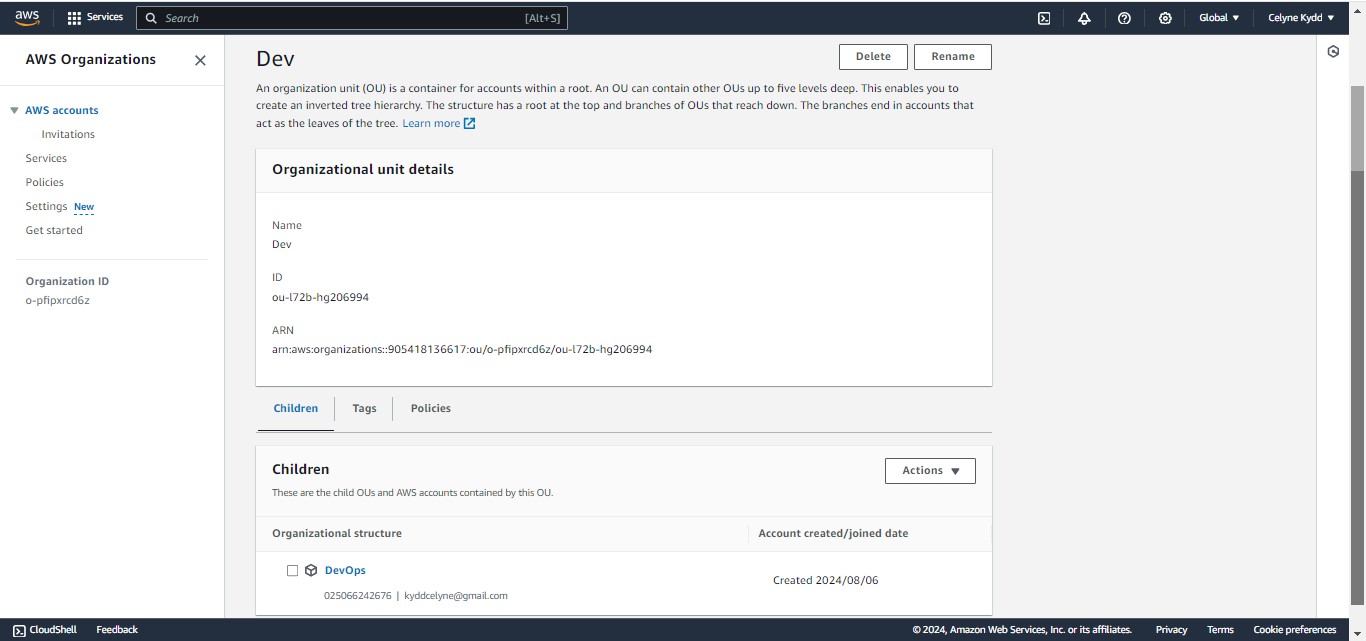 aws
Services
Search
[Alt+S]
Global
Celyne Kydd
AWS Organizations
AWS accounts
Invitations
Services
Policies
Settings New
Get started
Organization ID
o-pfipxrcd6z
Dev
Delete
Rename
An organization unit (OU) is a container for accounts within a root. An OU can contain other OUs up to five levels deep. This enables you to
create an inverted tree hierarchy. The structure has a root at the top and branches of OUs that reach down. The branches end in accounts that
act as the leaves of the tree. Learn more
Organizational unit details
Name
Dev
ID
ou-l72b-hg206994
ARN
arn:aws:organizations::905418136617:ou/o-pfipxrcd6z/ou-l72b-hg206994
Children
Tags
Policies
Children
Actions
These are the child OUs and AWS accounts contained by this OU.
Organizational structure
Account created/joined date
DevOps
Created 2024/08/06
025066242676 | kyddcelyne@gmail.com
CloudShell
Feedback
© 2024, Amazon Web Services, Inc. or its affiliates.
Privacy
Terms
Cookie preferences